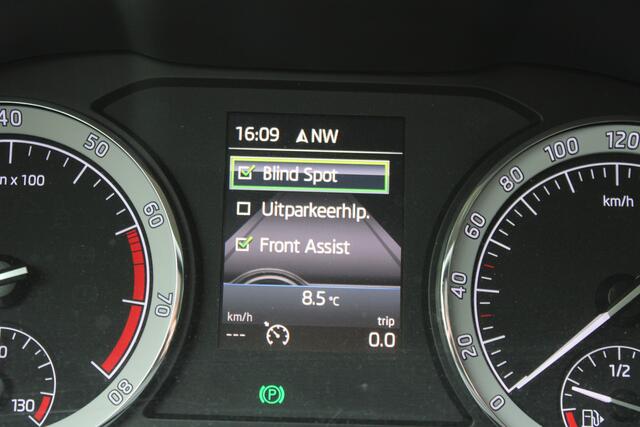 16:09 NW
Blind Spot
Uitparkeerhlp.
Front Assist
8.5 °C
km/h trip
--- 0.0
P
40
50
60
70
80
n x 100
130
0
20
40
60
80
100
120
km/h
1/2